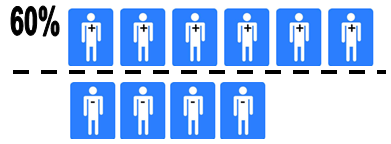 60% + + + + + +
- - - -